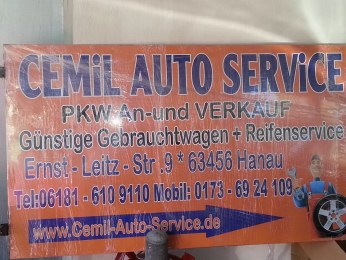 CEMiL AUTO SERViCE
PKW An-und VERKAUF
Günstige Gebrauchtwagen + Reifenservice
Ernst - Leitz - Str .9 * 63456 Hanau
Tel:06181 - 610 9110 Mobil: 0173 - 69 24 109
www.Cemil-Auto-Service.de